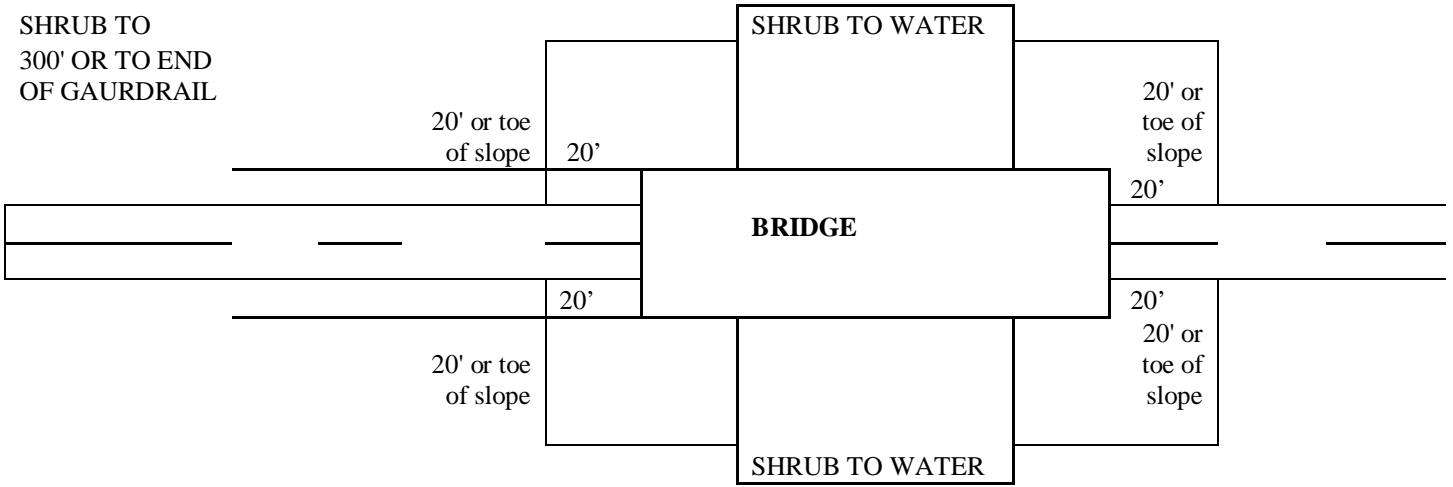 SHRUB TO
300' OR TO END
OF GAURDRAIL
SHRUB TO WATER
20' or toe
of slope
20’
20' or
toe of
slope
20’
BRIDGE
20’
20' or toe
of slope
20’
20' or
toe of
slope
SHRUB TO WATER